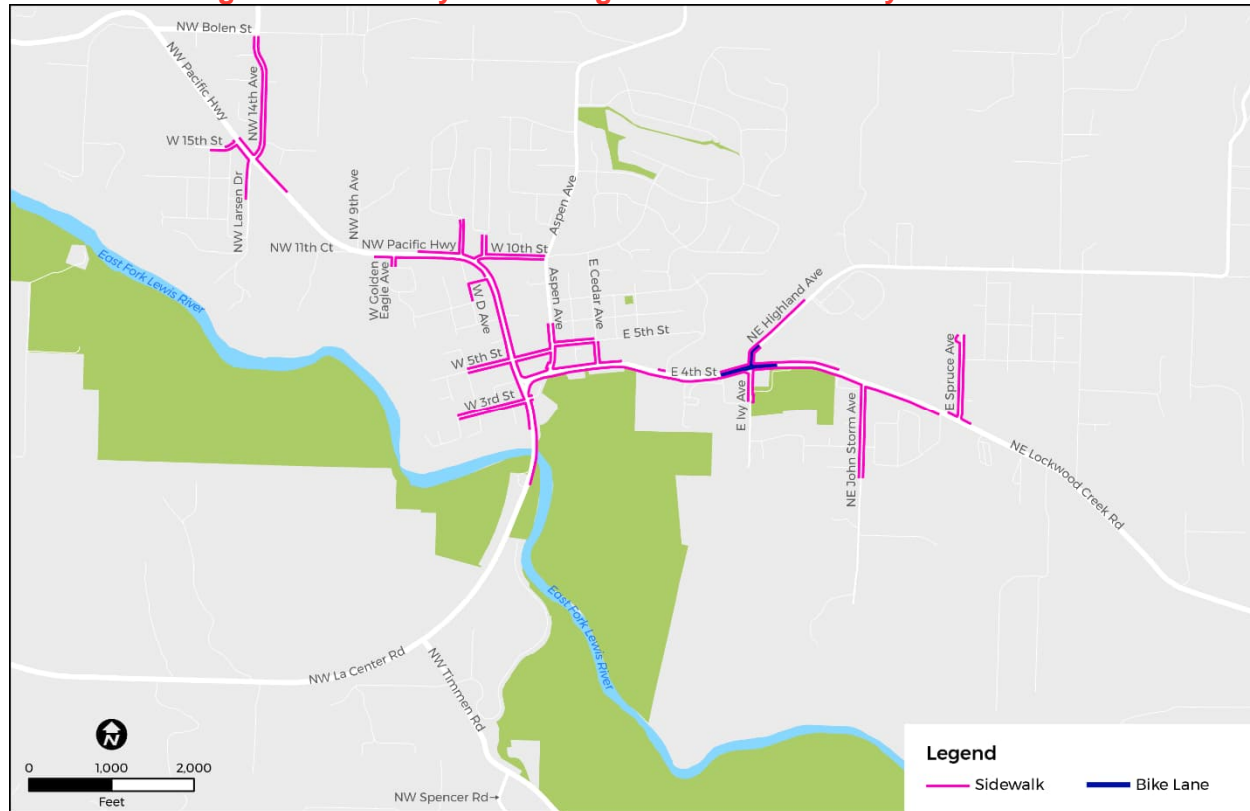 NW Bolen St
NW Pacific Hwy
NW 14th Ave
W 15th St
NW Larsen Dr
NW 9th Ave
NW 11th Ct
NW Pacific Hwy
W 10th St
Aspen Ave
W Golden
Eagle Ave
W D Ave
Aspen Ave
E Cedar Ave
E 5th St
W 5th St
W 3rd St
E 4th St
NE Highland Ave
E Ivy Ave
E Spruce Ave
NE John Storm Ave
NE Lockwood Creek Rd
East Fork Lewis River
East Fork Lewis River
NW La Center Rd
NW Timmen Rd
NW Spencer Rd→
N
0 1,000 2,000
Feet
Legend
Sidewalk
Bike Lane